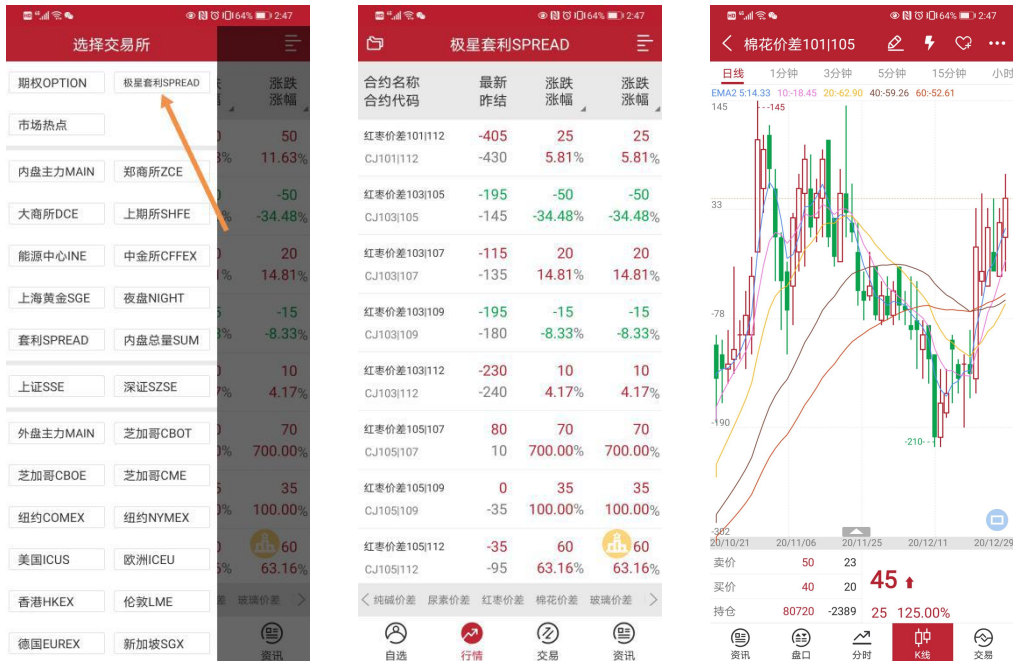 64% 2:47
选择交易所
期权OPTION 极星套利SPREAD
市场热点
内盘主力MAIN 郑商所ZCE
大商所DCE 上期所SHFE
能源中心INE 中金所CFFEX
上海黄金SGE 夜盘NIGHT
套利SPREAD 内盘总量SUM
上证SSE 深证SZSE
外盘主力MAIN 芝加哥CBOT
芝加哥CBOE 芝加哥CME
纽约COMEX 纽约NYMEX
美国ICUS 欧洲ICEU
香港HKEX 伦敦LME
德国EUREX 新加坡SGX
涨跌
涨幅
50
11.63%
-50
-34.48%
20
14.81%
-15
-8.33%
10
4.17%
70
700.00%
35
100.00%
60
63.16%
玻璃价差
资讯
64% 2:47
极星套利SPREAD
合约名称 最新 涨跌 涨跌
合约代码 昨结 涨幅 涨幅
红枣价差101|112 -405 25 25
CJ101|112 -430 5.81% 5.81%
红枣价差103|105 -195 -50 -50
CJ103|105 -145 -34.48% -34.48%
红枣价差103|107 -115 20 20
CJ103|107 -135 14.81% 14.81%
红枣价差103|109 -195 -15 -15
CJ103|109 -180 -8.33% -8.33%
红枣价差103|112 -230 10 10
CJ103|112 -240 4.17% 4.17%
红枣价差105|107 80 70 70
CJ105|107 10 700.00% 700.00%
红枣价差105|109 0 35 35
CJ105|109 -35 100.00% 100.00%
红枣价差105|112 -35 60 60
CJ105|112 -95 63.16% 63.16%
纯碱价差 尿素价差 红枣价差 棉花价差 玻璃价差
自选 行情 交易 资讯
64% 2:47
棉花价差101|105
日线 1分钟 3分钟 5分钟 15分钟 小时
EMA2 5:14.33 10:-18.45 20:-62.90 40:-59.26 60:-52.61
145
145
33
-78
-190
-210
-302
20/10/21 20/11/06 20/11/25 20/12/11 20/12/29
卖价 50 23
买价 40 20 45
持仓 80720 -2389 25 125.00%
资讯 盘口 分时 K线 交易